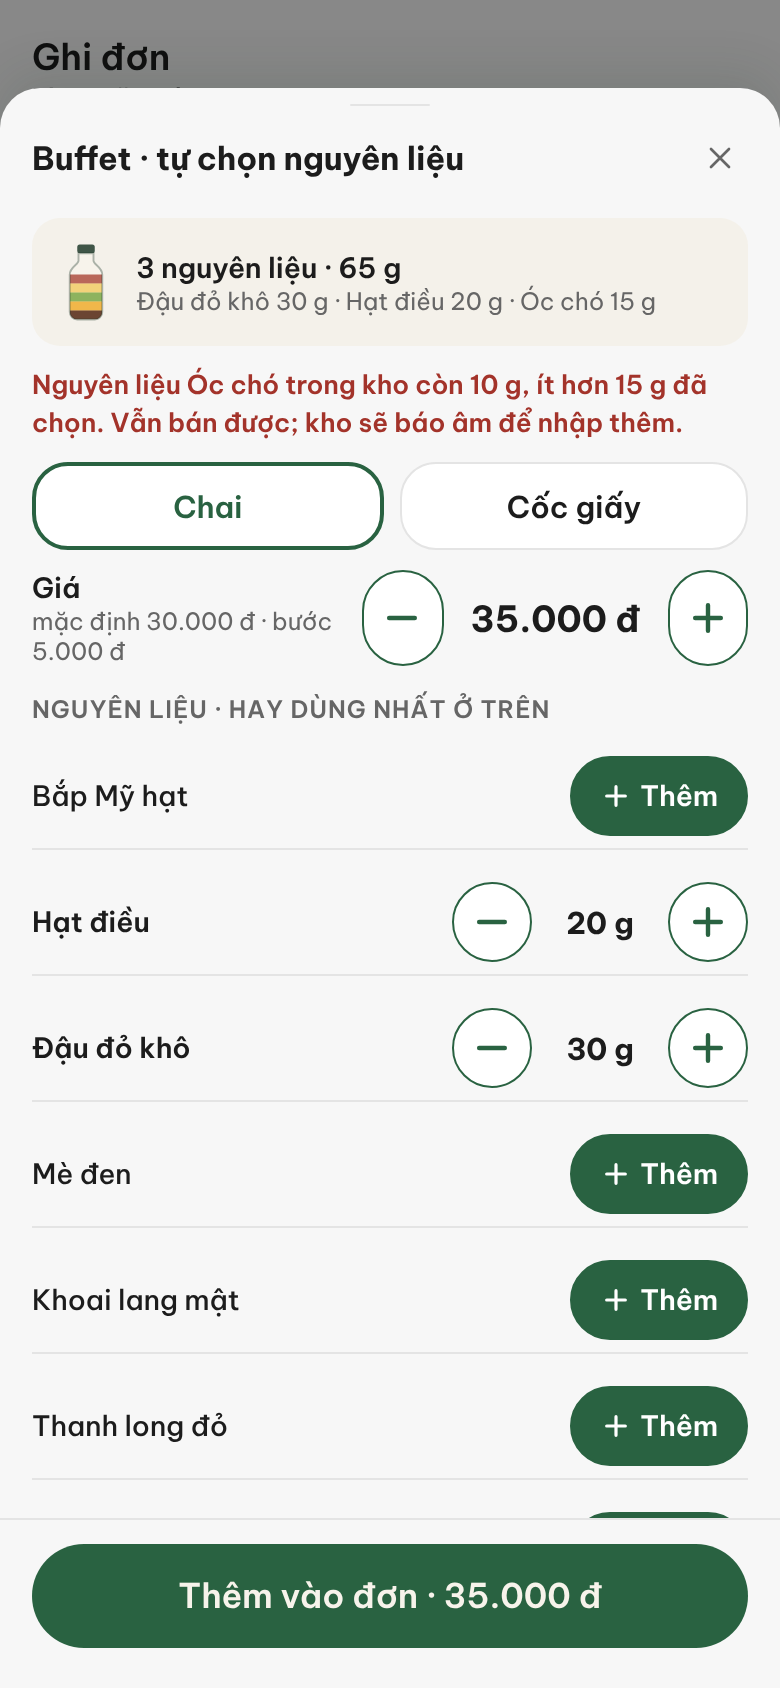 Ghi đơn
Buffet · tự chọn nguyên liệu
3 nguyên liệu · 65 g
Đậu đỏ khô 30 g · Hạt điều 20 g · Óc chó 15 g
Nguyên liệu Óc chó trong kho còn 10 g, ít hơn 15 g đã
chọn. Vẫn bán được; kho sẽ báo âm để nhập thêm.
Chai
Cốc giấy
Giá
mặc định 30.000 đ · bước
5.000 đ
35.000 đ
NGUYÊN LIỆU · HAY DÙNG NHẤT Ở TRÊN
Bắp Mỹ hạt
+ Thêm
Hạt điều
− 20 g +
Đậu đỏ khô
− 30 g +
Mè đen
+ Thêm
Khoai lang mật
+ Thêm
Thanh long đỏ
+ Thêm
Thêm vào đơn · 35.000 đ